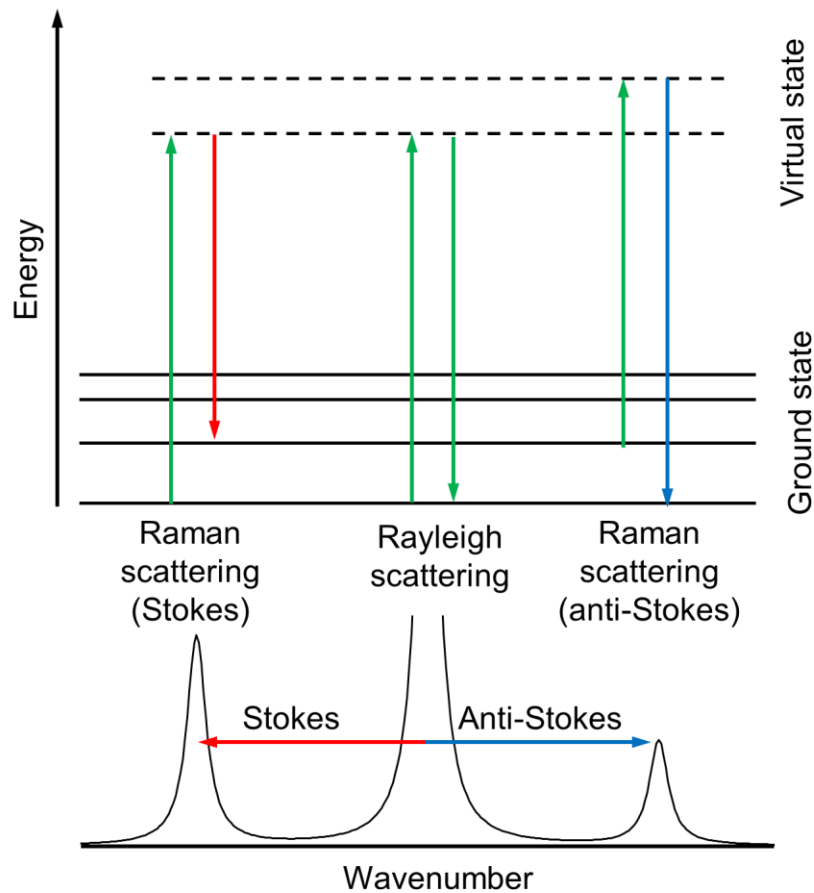 Energy
Virtual state
Ground state
Raman
scattering
(Stokes)
Rayleigh
scattering
Raman
scattering
(anti-Stokes)
Stokes
Anti-Stokes
Wavenumber